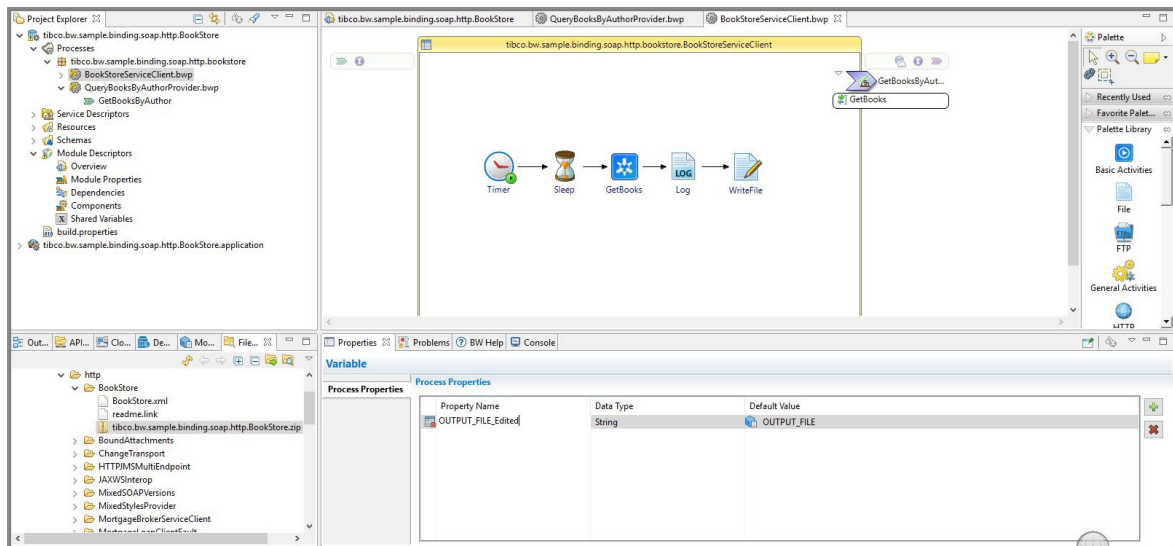 Project Explorer
tibco.bw.sample.binding.soap.http.BookStore
Processes
tibco.bw.sample.binding.soap.http.bookstore
BookStoreServiceClient.bwp
QueryBooksByAuthorProvider.bwp
GetBooksByAuthor
Service Descriptors
Resources
Schemas
Module Descriptors
Overview
Module Properties
Dependencies
Components
Shared Variables
build.properties
tibco.bw.sample.binding.soap.http.BookStore.application
tibco.bw.sample.binding.soap.http.BookStore
QueryBooksByAuthorProvider.bwp
BookStoreServiceClient.bwp
tibco.bw.sample.binding.soap.http.bookstore.BookStoreServiceClient
GetBooksByAut...
GetBooks
Timer
Sleep
GetBooks
LOG
Log
WriteFile
Palette
Recently Used
Favorite Palet...
Palette Library
Basic Activities
File
FTP
General Activities
HTTP
Out...
API...
Clo...
De...
Mo...
File...
http
BookStore
BookStore.xml
readme.link
tibco.bw.sample.binding.soap.http.BookStore.zip
BoundAttachments
ChangeTransport
HTTPJMSMultiEndpoint
JAXWSInterop
MixedSOAPVersions
MixedStylesProvider
MortgageBrokerServiceClient
MortgageLoanClientFault
Properties
Problems
BW Help
Console
Variable
Process Properties
Process Properties
Property Name
Data Type
Default Value
OUTPUT_FILE_Edited
String
OUTPUT_FILE